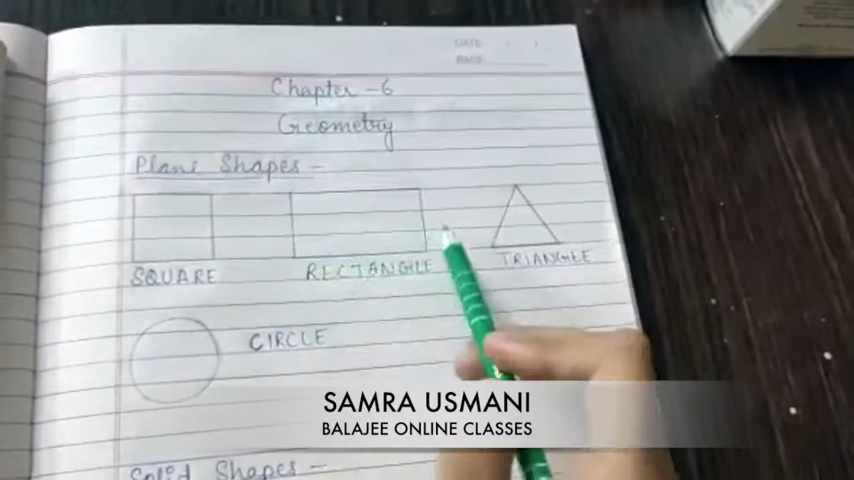 DATE
PAGE
Chapter -6
Geometry
Plane Shapes -
SQUARE
RECTANGLE
TRIANGLE
CIRCLE
SAMRA USMANI
BALAJEE ONLINE CLASSES
Solid Shapes -